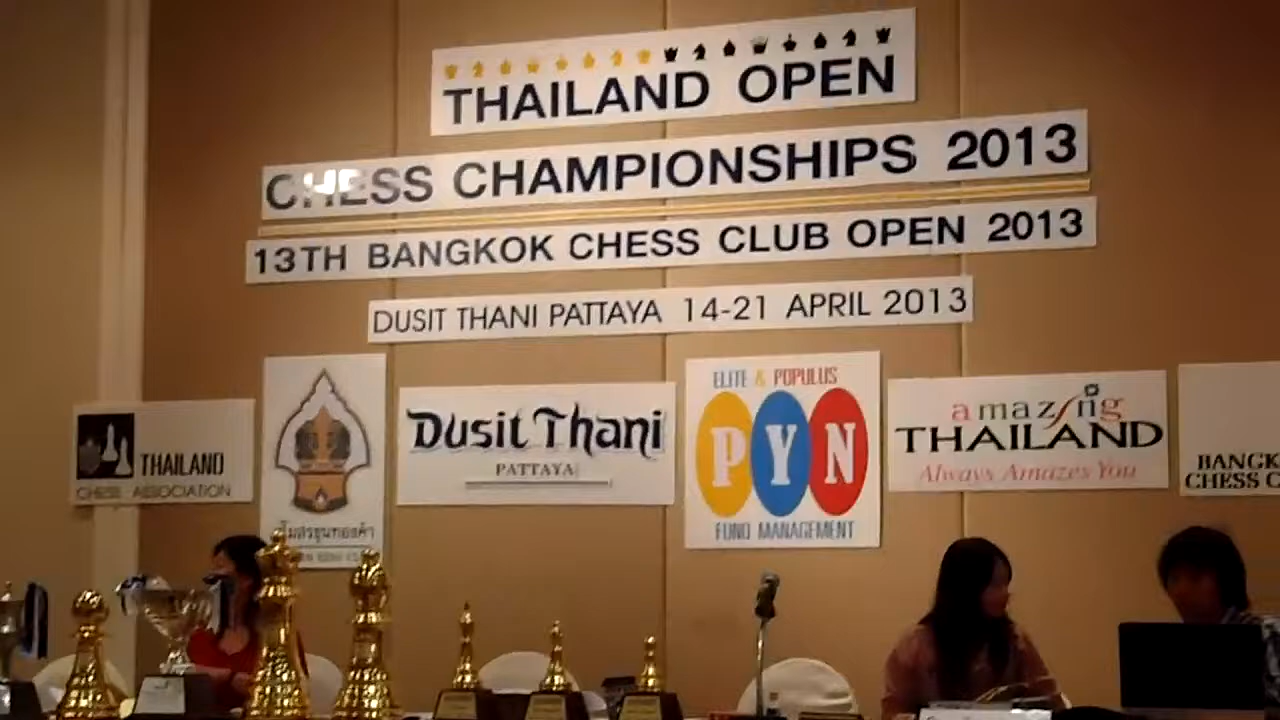 THAILAND OPEN
CHESS CHAMPIONSHIPS 2013
13TH BANGKOK CHESS CLUB OPEN 2013
DUSIT THANI PATTAYA 14-21 APRIL 2013
THAILAND
CHESS ASSOCIATION
Dusit Thani
PATTAYA
ELITE & POPULUS
PYN
FUND MANAGEMENT
amazing
THAILAND
Always Amazes You
CHESS C